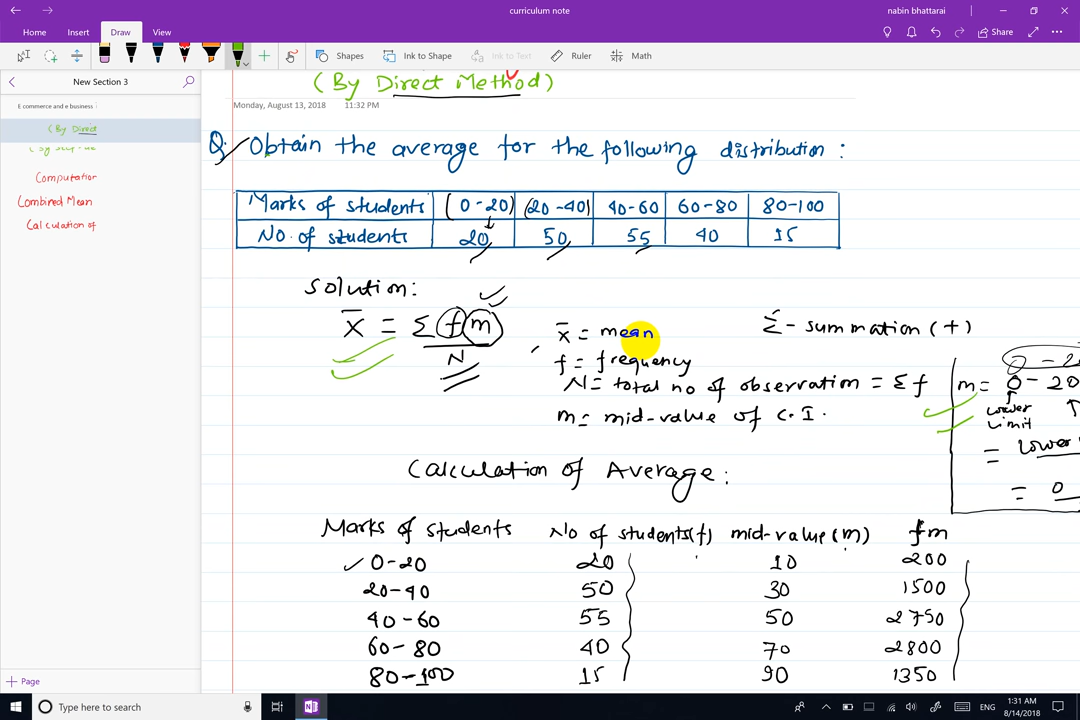 curriculum note
nabin bhattarai
Home Insert Draw View
Share
Shapes Ink to Shape Ink to Text Ruler Math
New Section 3
E commerce and e business :
(By Direct
Computation
Combined Mean
Calculation of
Page
(By Direct Method)
Monday, August 13, 2018 11:32 PM
Q. Obtain the average for the following distribution :
Marks of students (0-20) (20-40) 40-60 60-80 80-100
No. of students 20 50 55 40 15
Solution:
X̄ = Σfm
N
x̄ = mean
Σ - summation (+)
f = frequency
N = total no of observation = Σf
m = mid-value of C.I.
m = 0-20
lower
limit
= lower
= 0
Calculation of Average :
Marks of students No of students(f) mid-value(m) fm
0-20 20 10 200
20-40 50 30 1500
40-60 55 50 2750
60-80 40 70 2800
80-100 15 90 1350
Type here to search
ENG
1:31 AM
8/14/2018